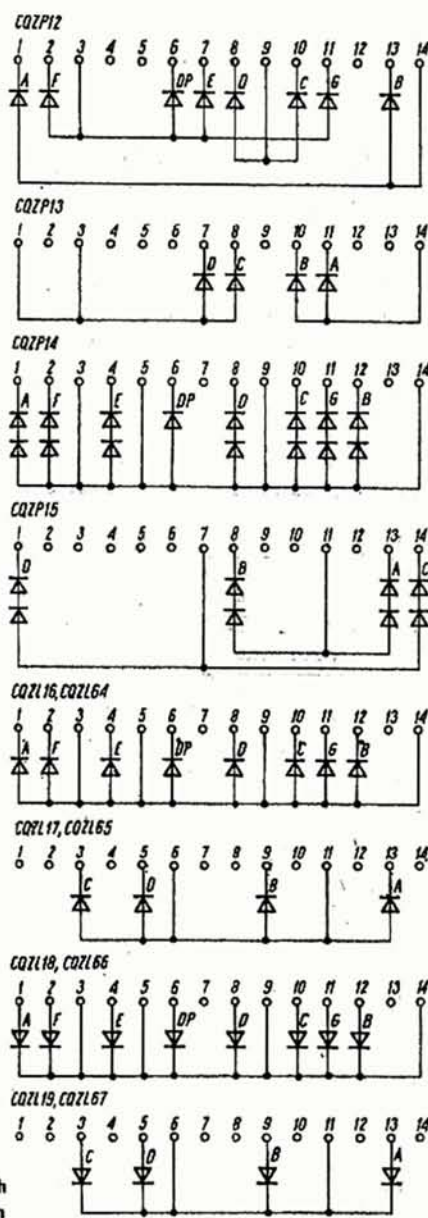 CQZP12
1 2 3 4 5 6 7 8 9 10 11 12 13 14
A F DP E D C G B
CQZP13
1 2 3 4 5 6 7 8 9 10 11 12 13 14
D C B A
CQZP14
1 2 3 4 5 6 7 8 9 10 11 12 13 14
A F E DP D C G B
CQZP15
1 2 3 4 5 6 7 8 9 10 11 12 13 14
D B A C
CQZL16, CQZL64
1 2 3 4 5 6 7 8 9 10 11 12 13 14
A F E DP D C G B
CQZL17, CQZL65
1 2 3 4 5 6 7 8 9 10 11 12 13 14
C D B A
CQZL18, CQZL66
1 2 3 4 5 6 7 8 9 10 11 12 13 14
A F E DP D C G B
CQZL19, CQZL67
1 2 3 4 5 6 7 8 9 10 11 12 13 14
C D B A
h